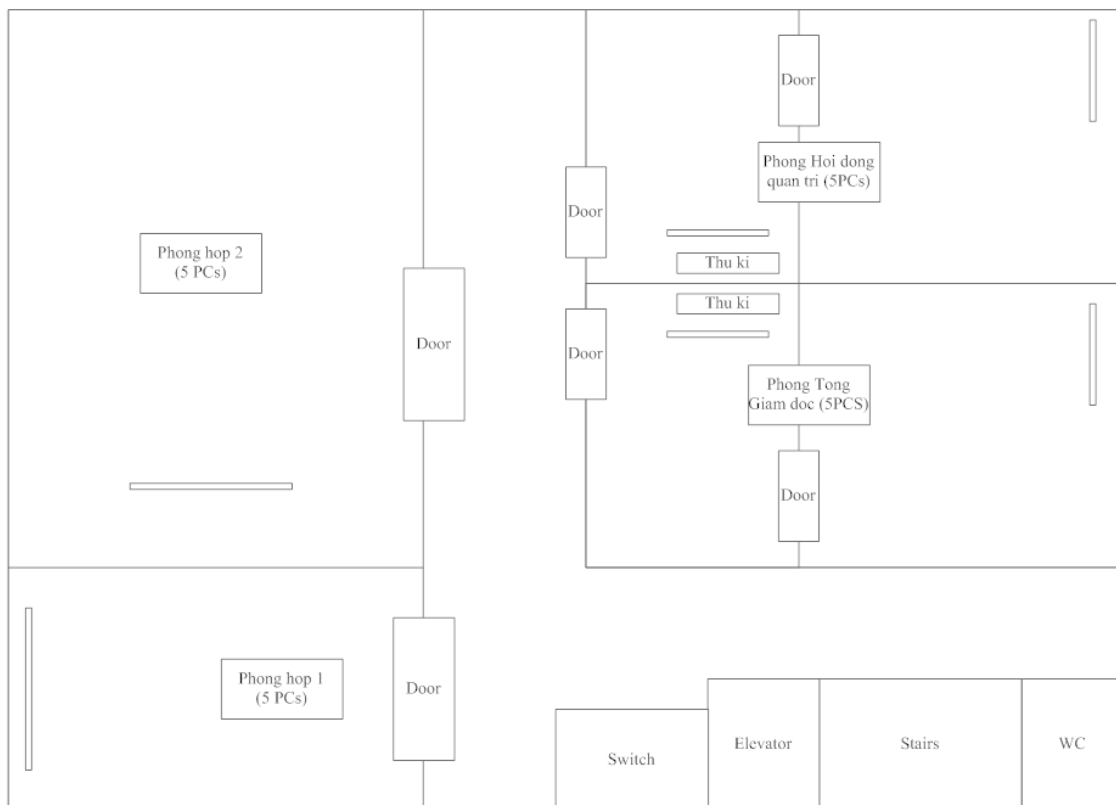 Door
Phong Hoi dong
quan tri (5PCs)
Door
Phong hop 2
(5 PCs)
Thu ki
Thu ki
Door
Door
Phong Tong
Giam doc (5PCS)
Door
Phong hop 1
(5 PCs)
Door
Switch
Elevator
Stairs
WC